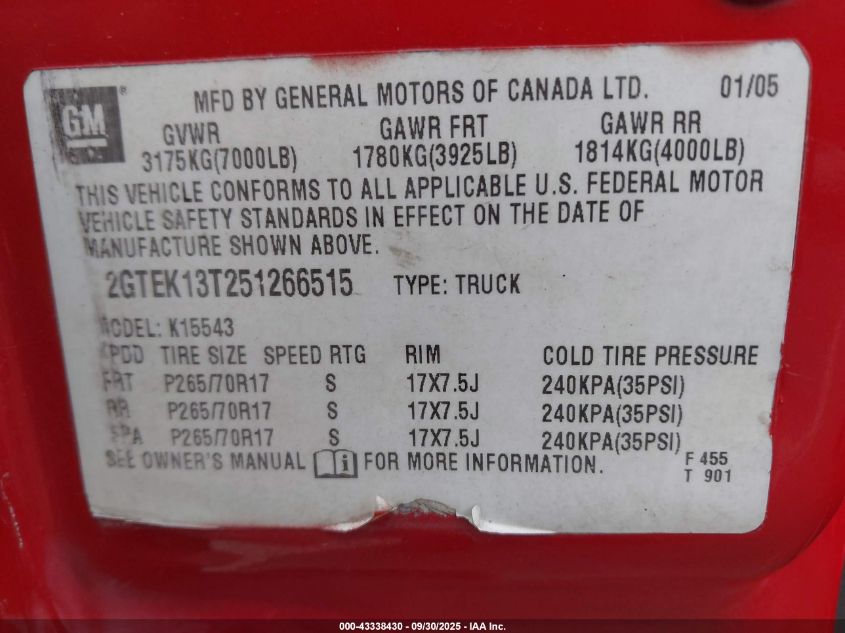 GM ®
MFD BY GENERAL MOTORS OF CANADA LTD. 01/05
GVWR GAWR FRT GAWR RR
3175KG(7000LB) 1780KG(3925LB) 1814KG(4000LB)
THIS VEHICLE CONFORMS TO ALL APPLICABLE U.S. FEDERAL MOTOR
VEHICLE SAFETY STANDARDS IN EFFECT ON THE DATE OF
MANUFACTURE SHOWN ABOVE.
2GTEK13T251266515 TYPE: TRUCK
MODEL: K15543
TIRE SIZE SPEED RTG RIM COLD TIRE PRESSURE
FRT P265/70R17 S 17X7.5J 240KPA(35PSI)
RR P265/70R17 S 17X7.5J 240KPA(35PSI)
SPA P265/70R17 S 17X7.5J 240KPA(35PSI)
SEE OWNER'S MANUAL i FOR MORE INFORMATION.
F 455
T 901
000-43338430 - 09/30/2025 - IAA Inc.